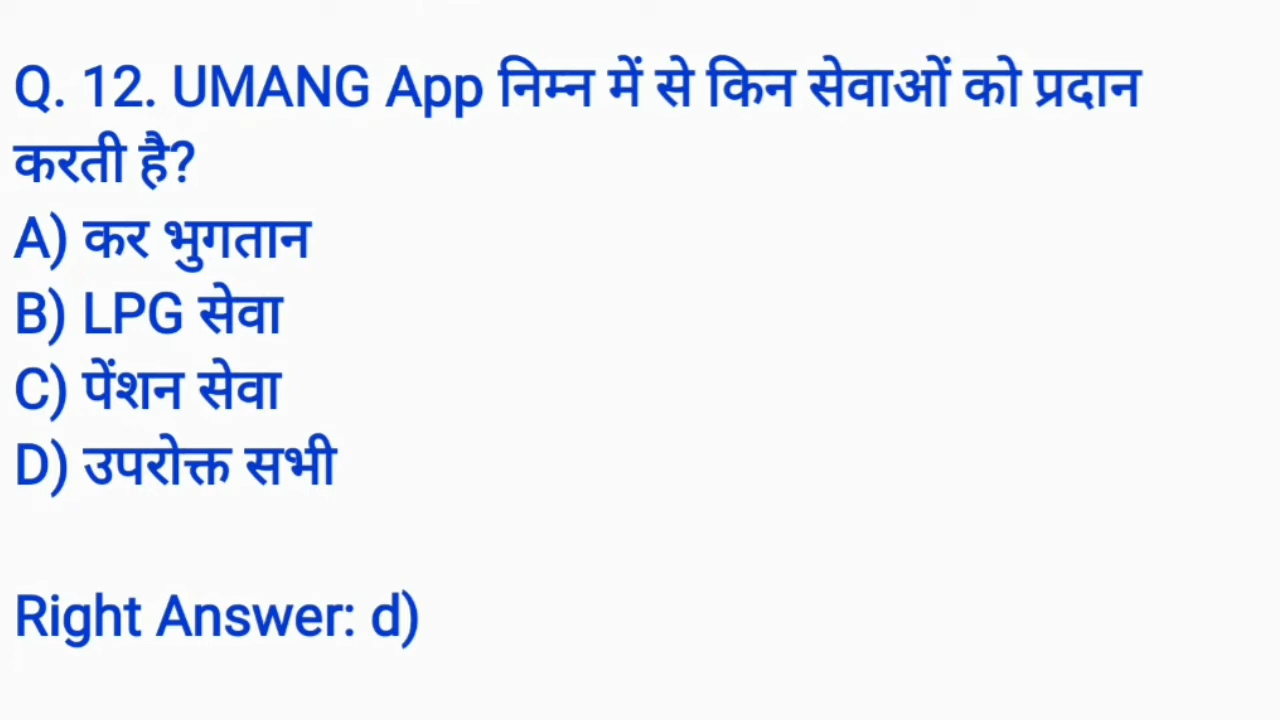 Q. 12. UMANG App निम्न में से किन सेवाओं को प्रदान
करती है?
A) कर भुगतान
B) LPG सेवा
C) पेंशन सेवा
D) उपरोक्त सभी
Right Answer: d)